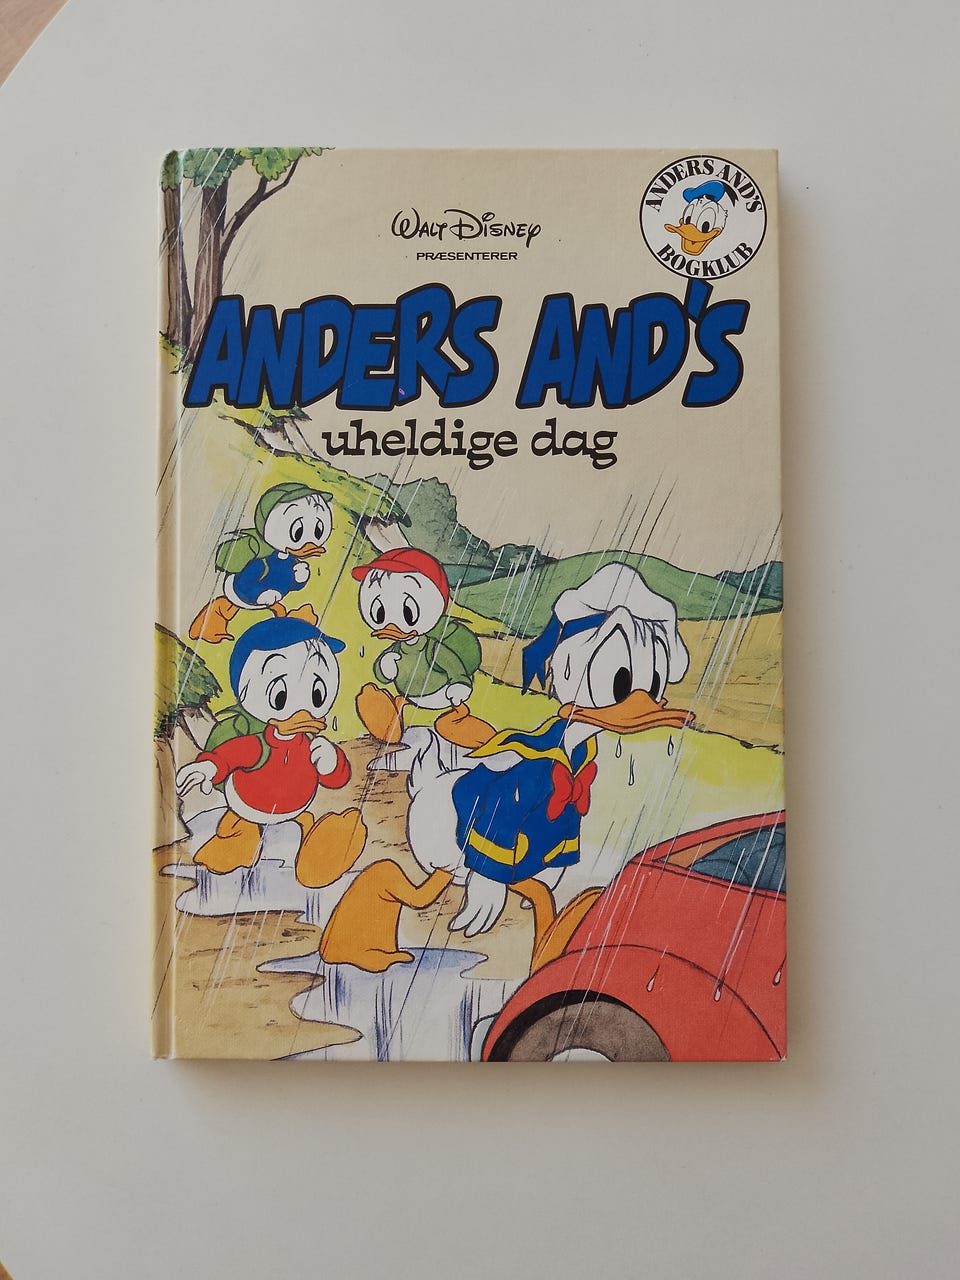 WALT DISNEY
PRÆSENTERER
ANDERS AND'S
BOGKLUB
ANDERS AND'S
uheldige dag